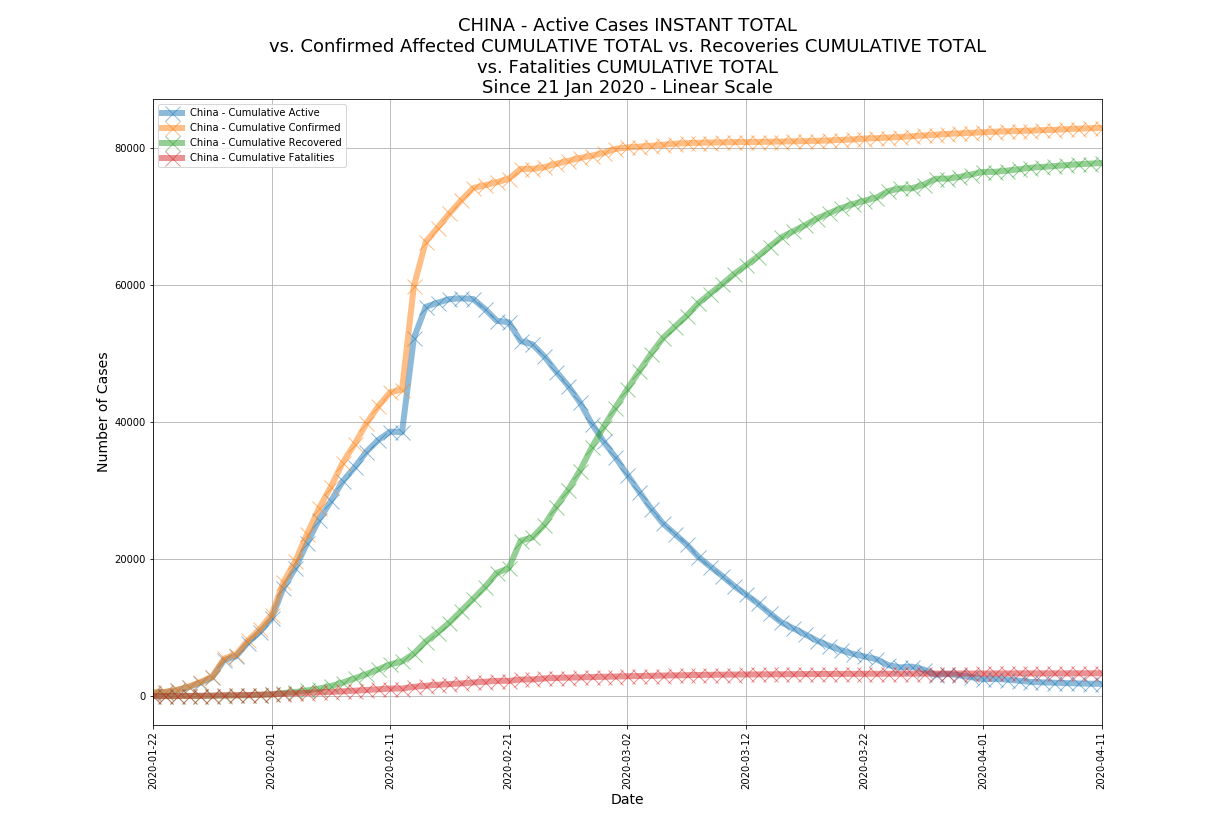 CHINA - Active Cases INSTANT TOTAL
vs. Confirmed Affected CUMULATIVE TOTAL vs. Recoveries CUMULATIVE TOTAL
vs. Fatalities CUMULATIVE TOTAL
Since 21 Jan 2020 - Linear Scale
China - Cumulative Active
China - Cumulative Confirmed
China - Cumulative Recovered
China - Cumulative Fatalities
Number of Cases
80000
60000
40000
20000
0
2020-01-22
2020-02-01
2020-02-11
2020-02-21
2020-03-02
2020-03-12
2020-03-22
2020-04-01
2020-04-11
Date